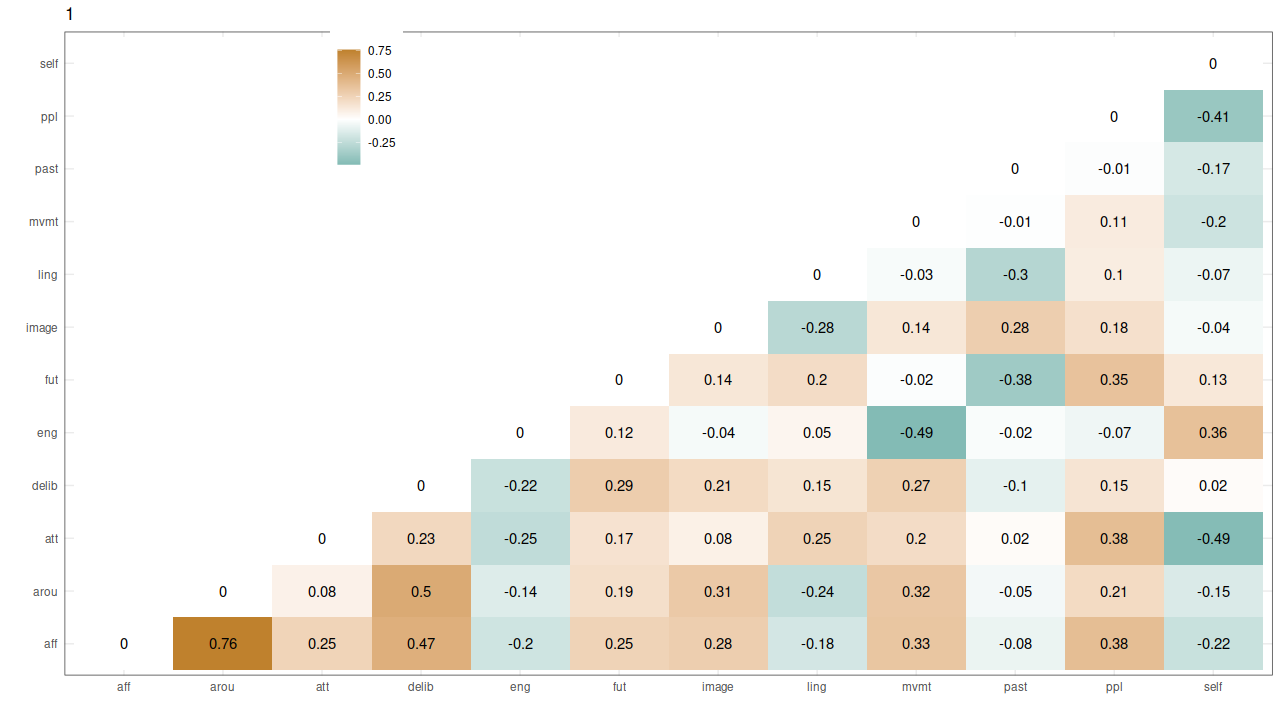 1
0.75
0.50
0.25
0.00
-0.25
self 0
ppl 0 -0.41
past 0 -0.01 -0.17
mvmt 0 -0.01 0.11 -0.2
ling 0 -0.03 -0.3 0.1 -0.07
image 0 -0.28 0.14 0.28 0.18 -0.04
fut 0 0.14 0.2 -0.02 -0.38 0.35 0.13
eng 0 0.12 -0.04 0.05 -0.49 -0.02 -0.07 0.36
delib 0 -0.22 0.29 0.21 0.15 0.27 -0.1 0.15 0.02
att 0 0.23 -0.25 0.17 0.08 0.25 0.2 0.02 0.38 -0.49
arou 0 0.08 0.5 -0.14 0.19 0.31 -0.24 0.32 -0.05 0.21 -0.15
aff 0 0.76 0.25 0.47 -0.2 0.25 0.28 -0.18 0.33 -0.08 0.38 -0.22
aff arou att delib eng fut image ling mvmt past ppl self